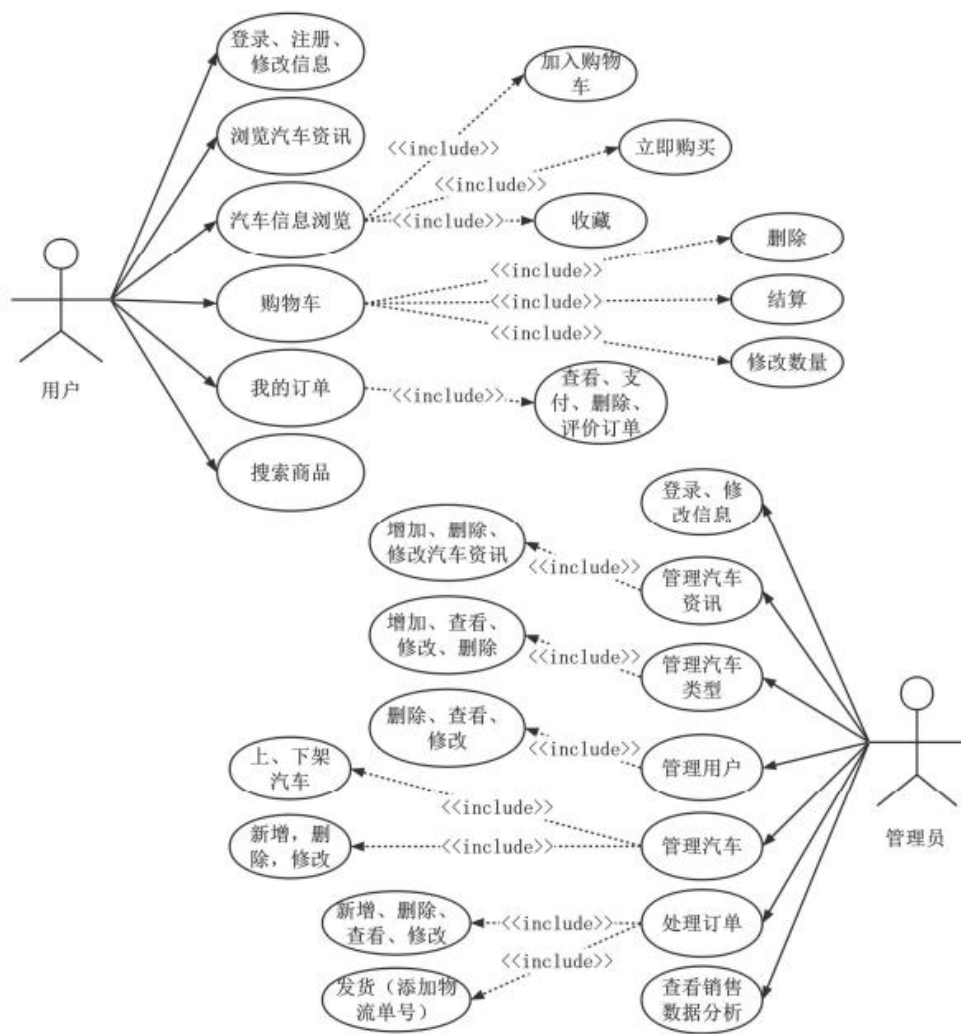 登录、注册、
修改信息
加入购物
车
浏览汽车资讯
<<include>>
立即购买
<<include>>
汽车信息浏览
<<include>>
收藏
删除
<<include>>
购物车
<<include>>
结算
<<include>>
修改数量
用户
我的订单
<<include>>
查看、支
付、删除、
评价订单
搜索商品
登录、修
改信息
增加、删除、
修改汽车资讯
<<include>>
管理汽车
资讯
增加、查看、
修改、删除
<<include>>
管理汽车
类型
删除、查看、
修改
<<include>>
管理用户
上、下架
汽车
<<include>>
新增，删
除，修改
<<include>>
管理汽车
管理员
新增、删除、
查看、修改
<<include>>
处理订单
<<include>>
发货（添加物
流单号）
查看销售
数据分析